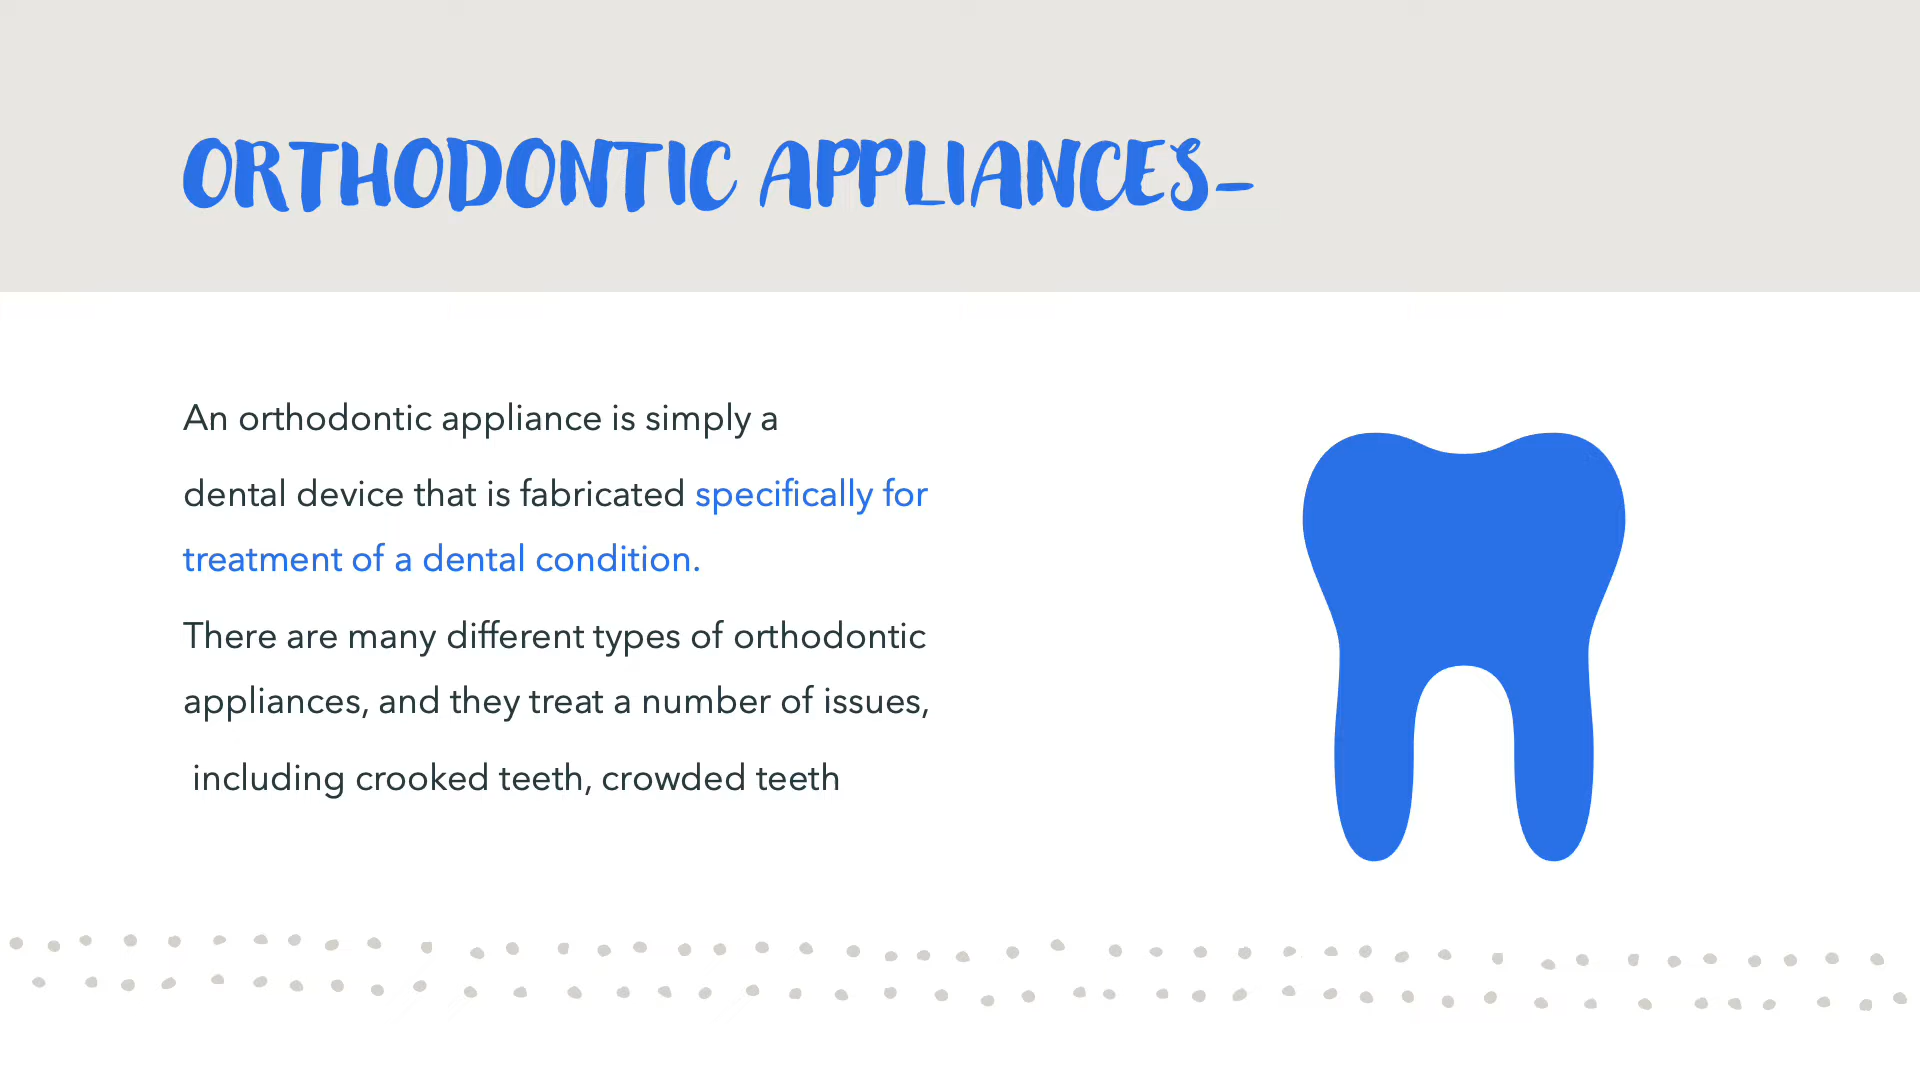 ORTHODONTIC APPLIANCES-
An orthodontic appliance is simply a
dental device that is fabricated specifically for
treatment of a dental condition.
There are many different types of orthodontic
appliances, and they treat a number of issues,
including crooked teeth, crowded teeth